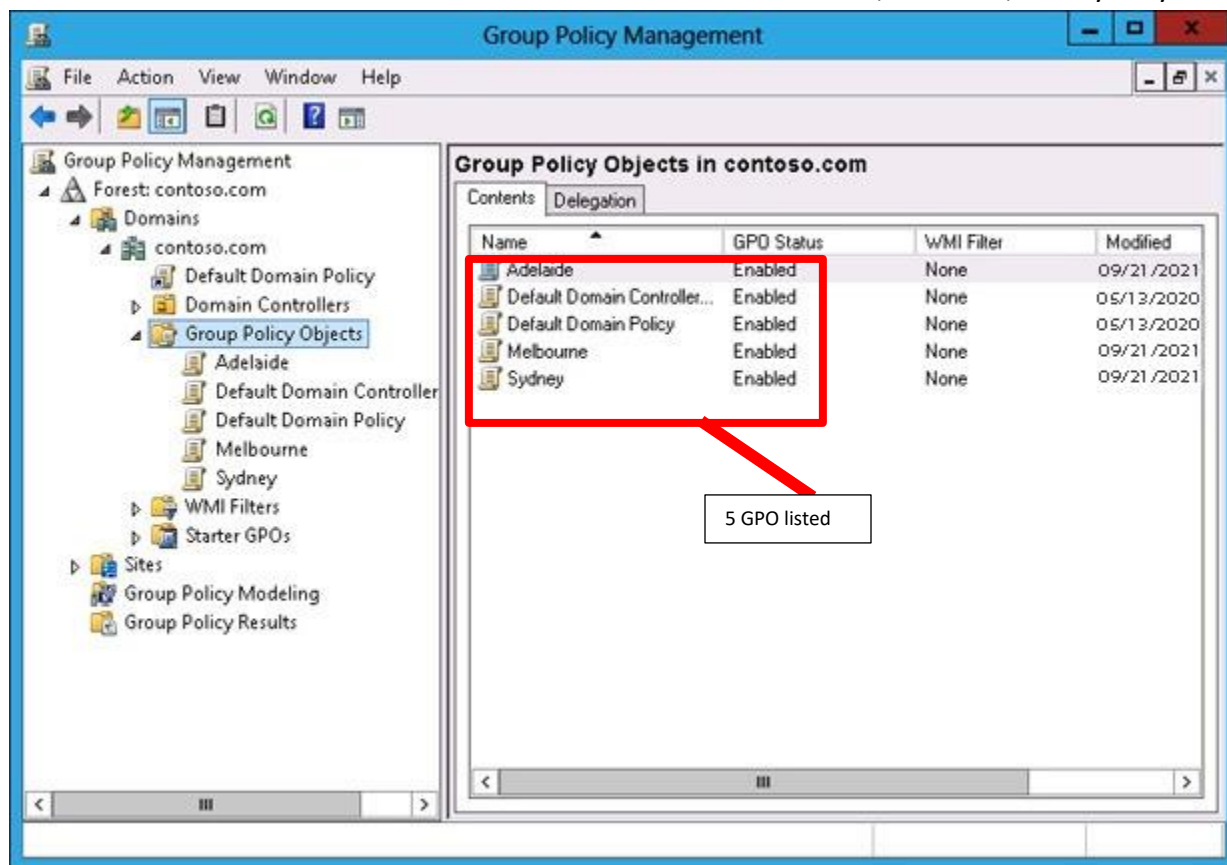 Group Policy Management
File Action View Window Help
Group Policy Management
Forest: contoso.com
Domains
contoso.com
Default Domain Policy
Domain Controllers
Group Policy Objects
Adelaide
Default Domain Controller
Default Domain Policy
Melbourne
Sydney
WMI Filters
Starter GPOs
Sites
Group Policy Modeling
Group Policy Results
Group Policy Objects in contoso.com
Contents Delegation
Name GPO Status WMI Filter Modified
Adelaide Enabled None 09/21/2021
Default Domain Controller... Enabled None 05/13/2020
Default Domain Policy Enabled None 05/13/2020
Melbourne Enabled None 09/21/2021
Sydney Enabled None 09/21/2021
5 GPO listed